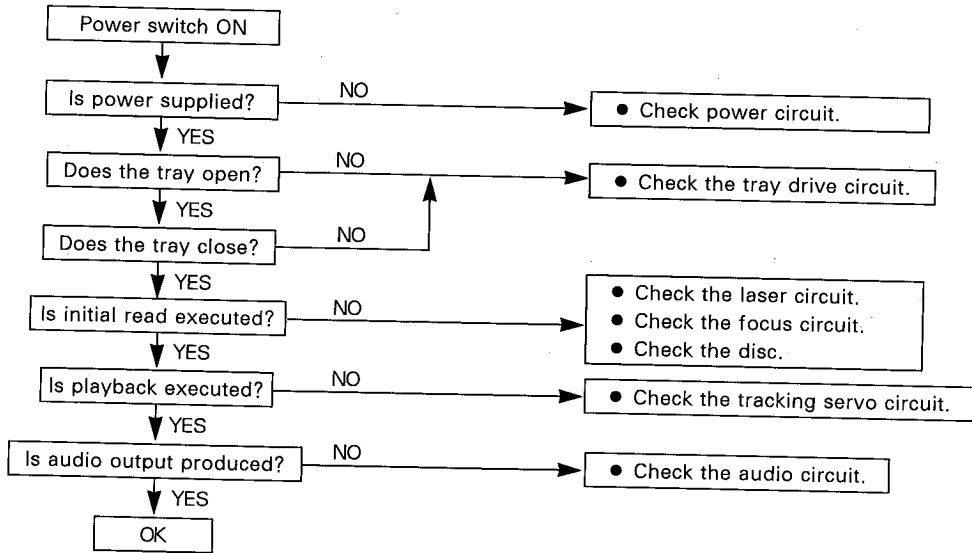 Power switch ON
Is power supplied?
NO
● Check power circuit.
YES
Does the tray open?
NO
● Check the tray drive circuit.
YES
Does the tray close?
NO
YES
Is initial read executed?
NO
● Check the laser circuit.
● Check the focus circuit.
● Check the disc.
YES
Is playback executed?
NO
● Check the tracking servo circuit.
YES
Is audio output produced?
NO
● Check the audio circuit.
YES
OK